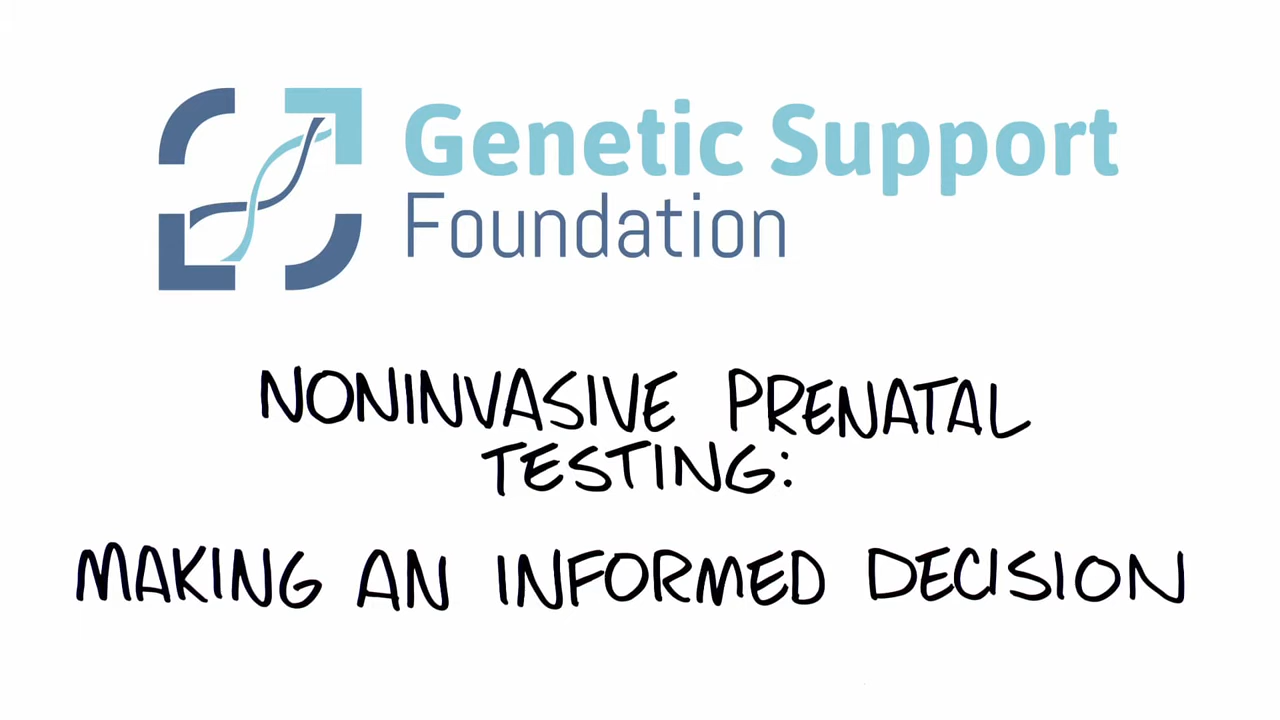 Genetic Support
Foundation
NONINVASIVE PRENATAL
TESTING:
MAKING AN INFORMED DECISION